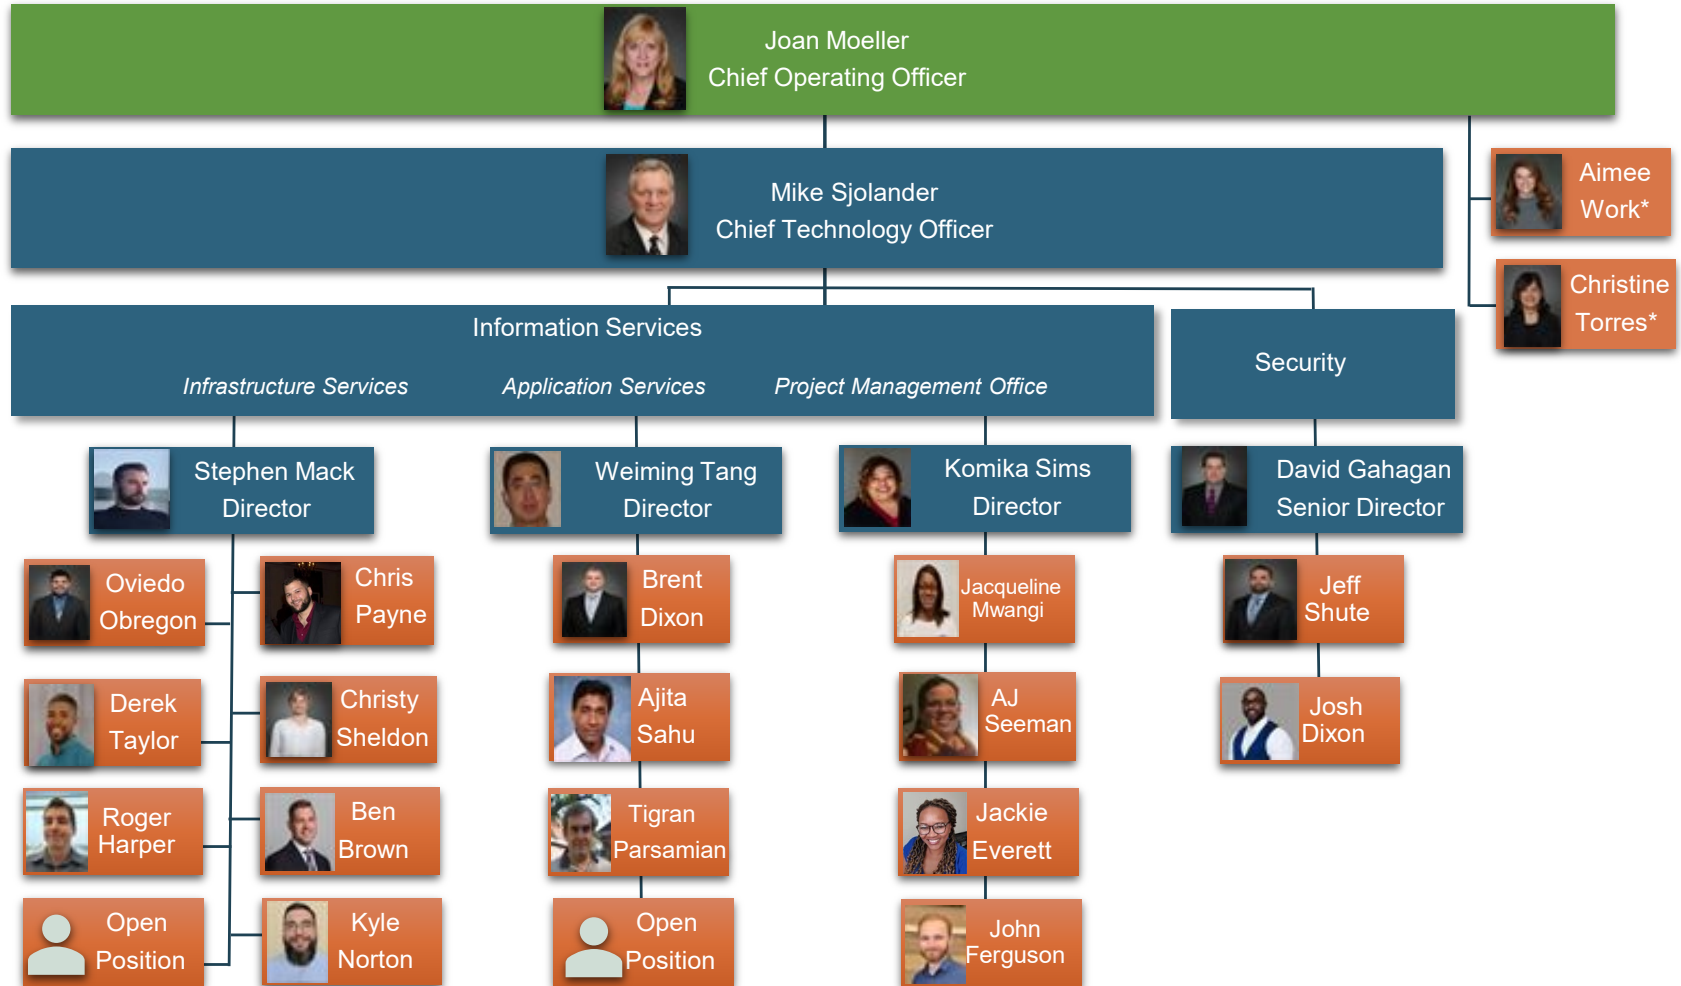 Joan Moeller
Chief Operating Officer
Mike Sjolander
Chief Technology Officer
Aimee
Work*
Christine
Torres*
Information Services
Infrastructure Services
Application Services
Project Management Office
Security
Stephen Mack
Director
Weiming Tang
Director
Komika Sims
Director
David Gahagan
Senior Director
Oviedo
Obregon
Chris
Payne
Brent
Dixon
Jacqueline
Mwangi
Jeff
Shute
Derek
Taylor
Christy
Sheldon
Ajita
Sahu
AJ
Seeman
Josh
Dixon
Roger
Harper
Ben
Brown
Tigran
Parsamian
Jackie
Everett
Open
Position
Kyle
Norton
Open
Position
John
Ferguson